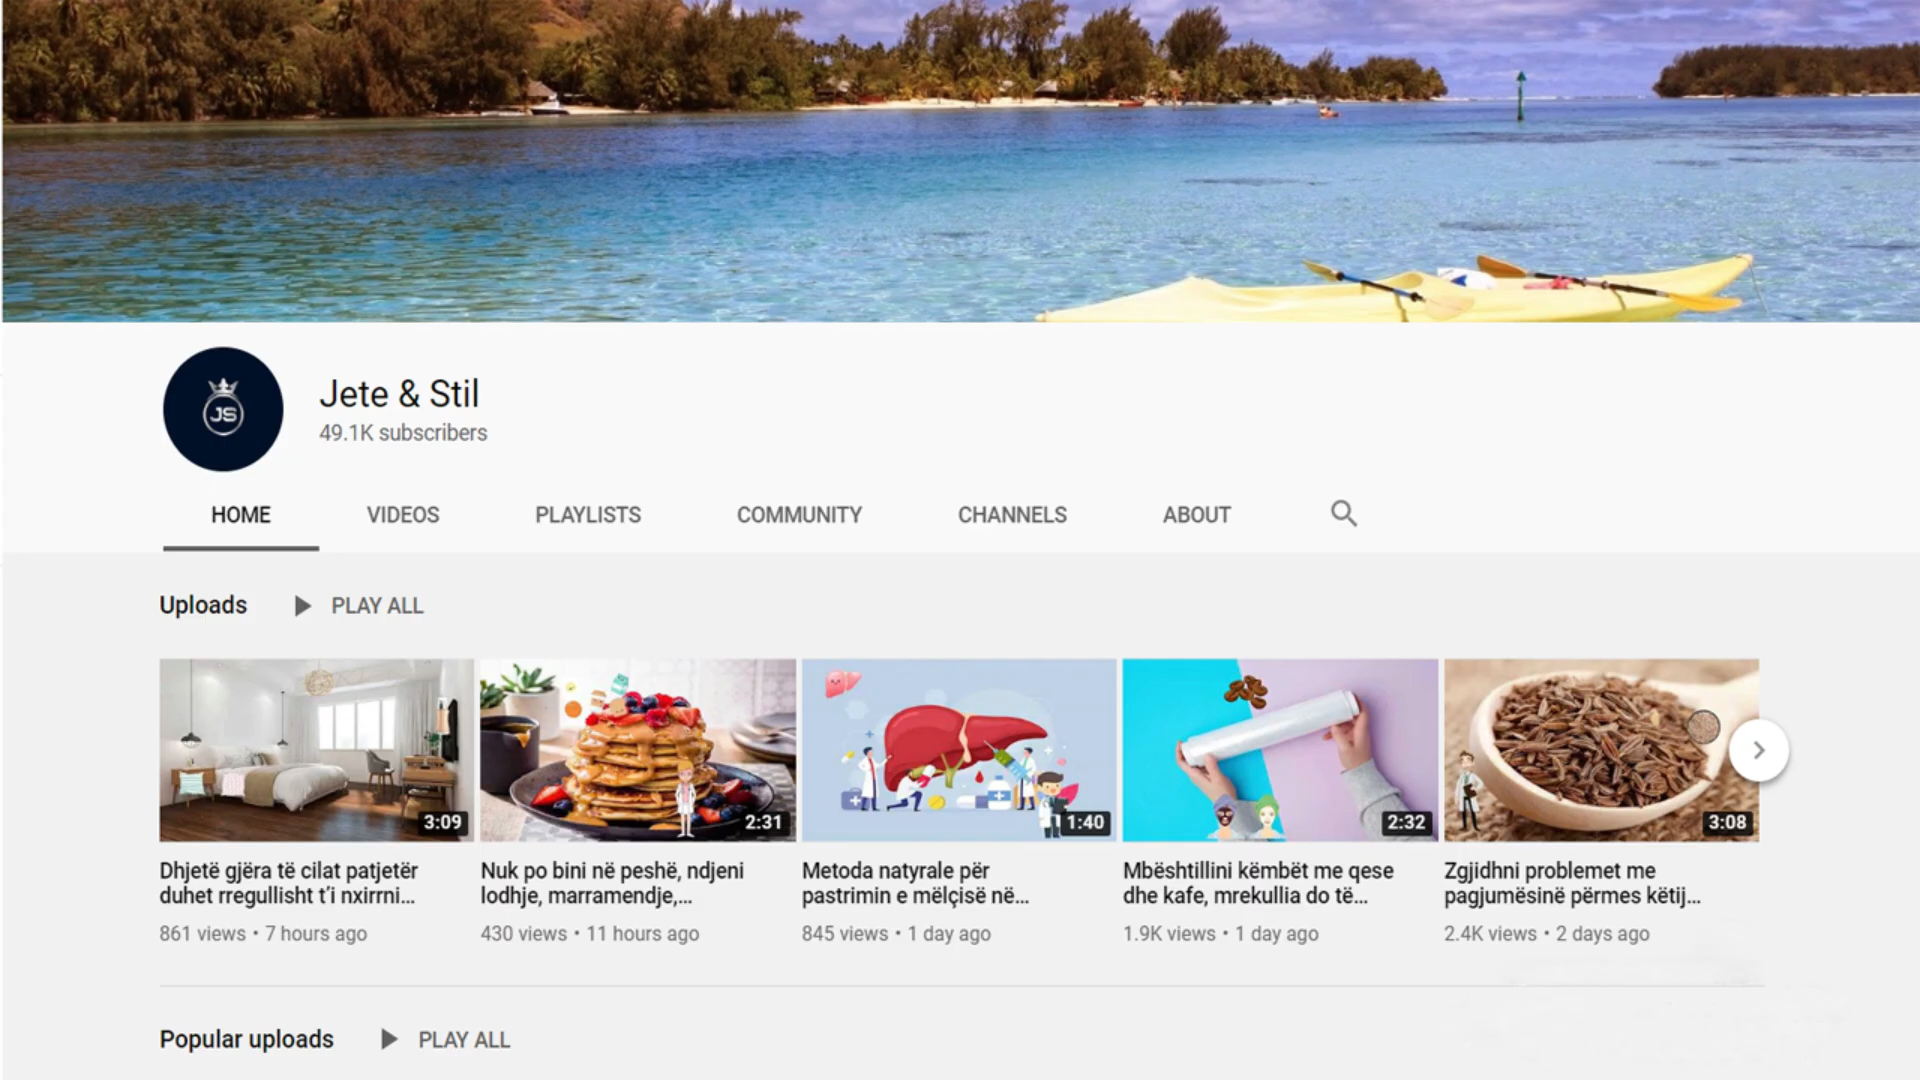 JS
Jete & Stil
49.1K subscribers
HOME VIDEOS PLAYLISTS COMMUNITY CHANNELS ABOUT
Uploads PLAY ALL
3:09 2:31 1:40 2:32 3:08
Dhjetë gjëra të cilat patjetër
duhet rregullisht t’i nxirrni...
861 views • 7 hours ago
Nuk po bini në peshë, ndjeni
lodhje, marramendje,...
430 views • 11 hours ago
Metoda natyrale për
pastrimin e mëlçisë në...
845 views • 1 day ago
Mbështillini këmbët me qese
dhe kafe, mrekullia do të...
1.9K views • 1 day ago
Zgjidhni problemet me
pagjumësinë përmes këtij...
2.4K views • 2 days ago
Popular uploads PLAY ALL